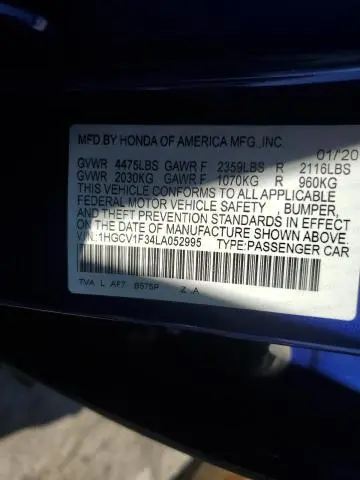 MFD BY HONDA OF AMERICA MFG.,INC. 01/20
GVWR 4475LBS GAWR F 2359LBS R 2116LBS
GVWR 2030KG GAWR F 1070KG R 960KG
THIS VEHICLE CONFORMS TO ALL APPLICABLE
FEDERAL MOTOR VEHICLE SAFETY , BUMPER,
AND THEFT PREVENTION STANDARDS IN EFFECT
ON THE DATE OF MANUFACTURE SHOWN ABOVE.
V.I.N.:1HGCV1F34LA052995 TYPE:PASSENGER CAR
TVA L AF7 B575P Z A